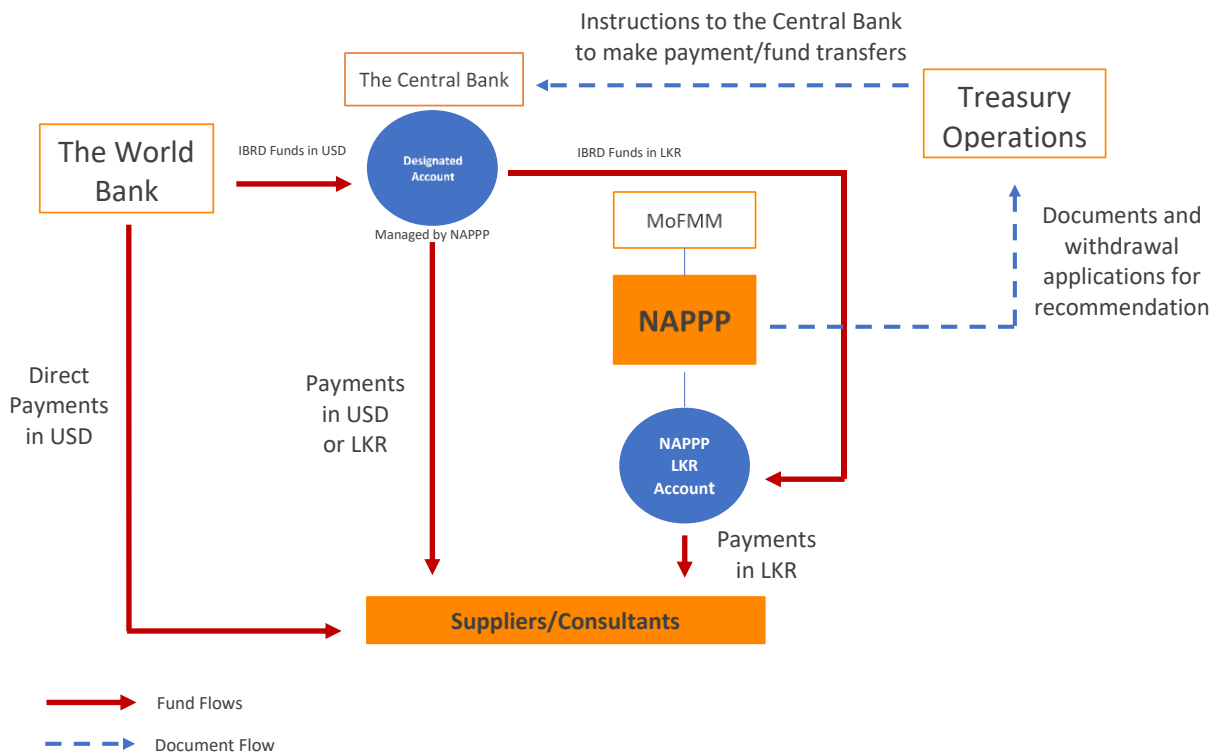 Instructions to the Central Bank
to make payment/fund transfers
The Central Bank
Treasury
Operations
The World
Bank
IBRD Funds in USD
Designated
Account
IBRD Funds in LKR
Managed by NAPPP
MoFMM
Documents and
withdrawal
applications for
recommendation
NAPPP
Direct
Payments
in USD
Payments
in USD
or LKR
NAPPP
LKR
Account
Payments
in LKR
Suppliers/Consultants
Fund Flows
Document Flow